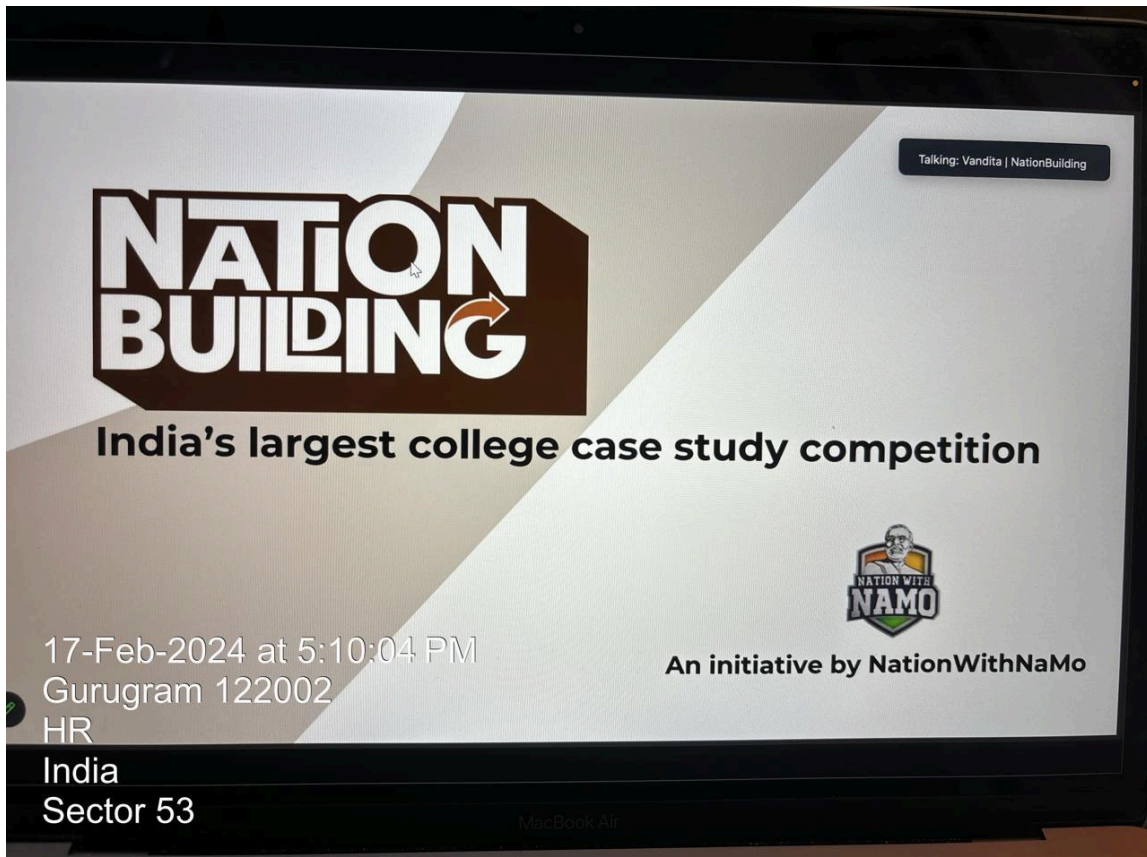 Talking: Vandita | NationBuilding
NATION
BUILDING
India's largest college case study competition
NATION WITH
NAMO
An initiative by NationWithNaMo
17-Feb-2024 at 5:10:04 PM
Gurugram 122002
HR
India
Sector 53
MacBook Air